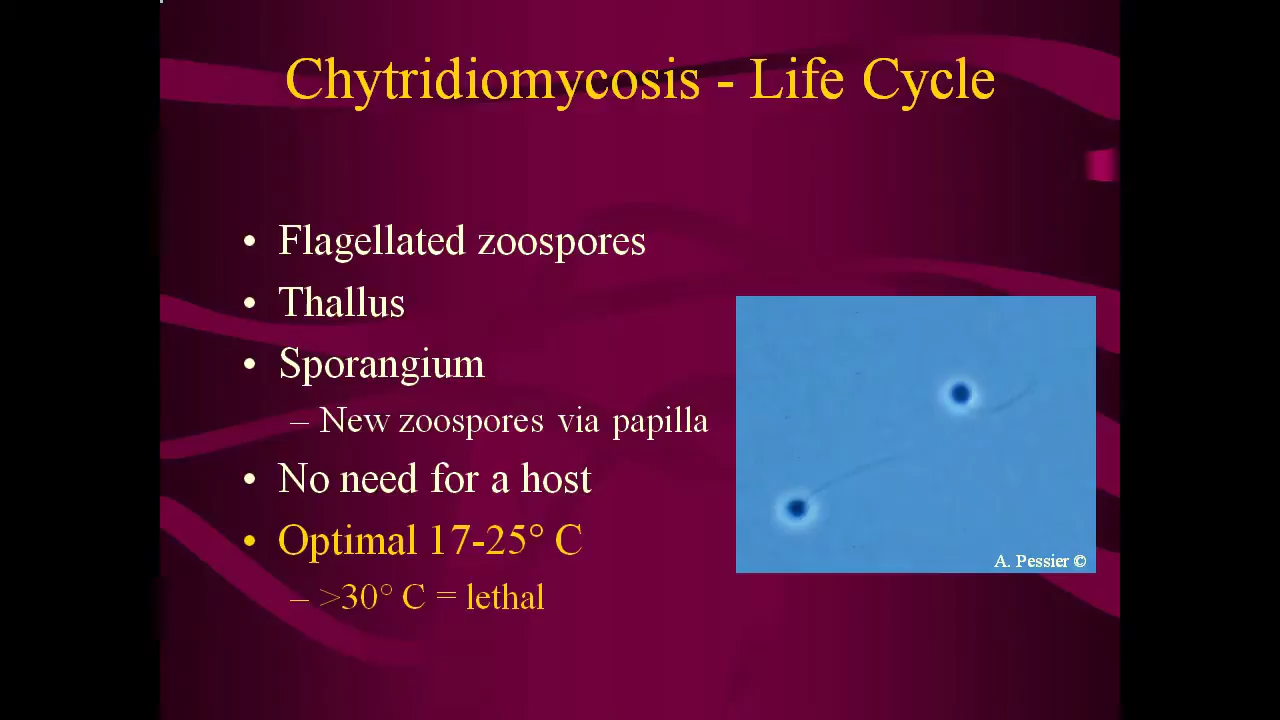 Chytridiomycosis - Life Cycle
• Flagellated zoospores
• Thallus
• Sporangium
– New zoospores via papilla
• No need for a host
• Optimal 17-25° C
– >30° C = lethal
A. Pessier ©